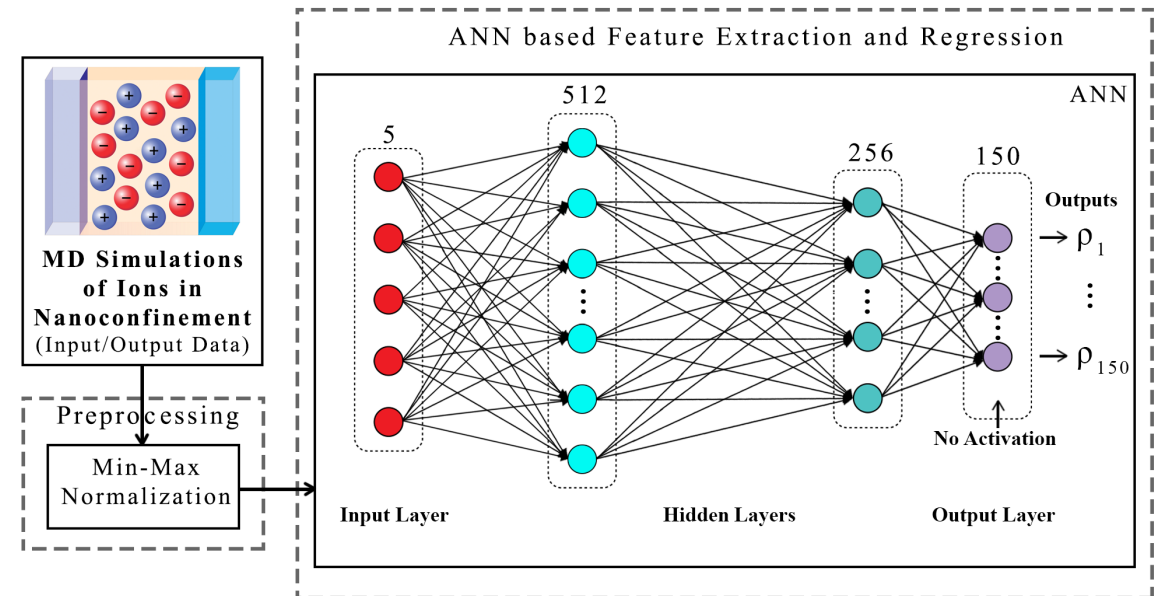 ANN based Feature Extraction and Regression
MD Simulations
of Ions in
Nanoconfinement
(Input/Output Data)
Preprocessing
Min-Max
Normalization
ANN
5
512
256
150
Outputs
ρ1
ρ150
No Activation
Input Layer
Hidden Layers
Output Layer